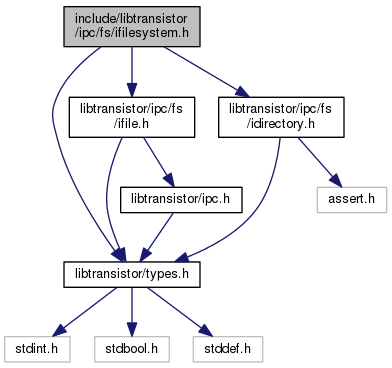 include/libtransistor
/ipc/fs/ifilesystem.h
libtransistor/ipc/fs
/ifile.h
libtransistor/ipc/fs
/idirectory.h
libtransistor/ipc.h
assert.h
libtransistor/types.h
stdint.h
stdbool.h
stddef.h